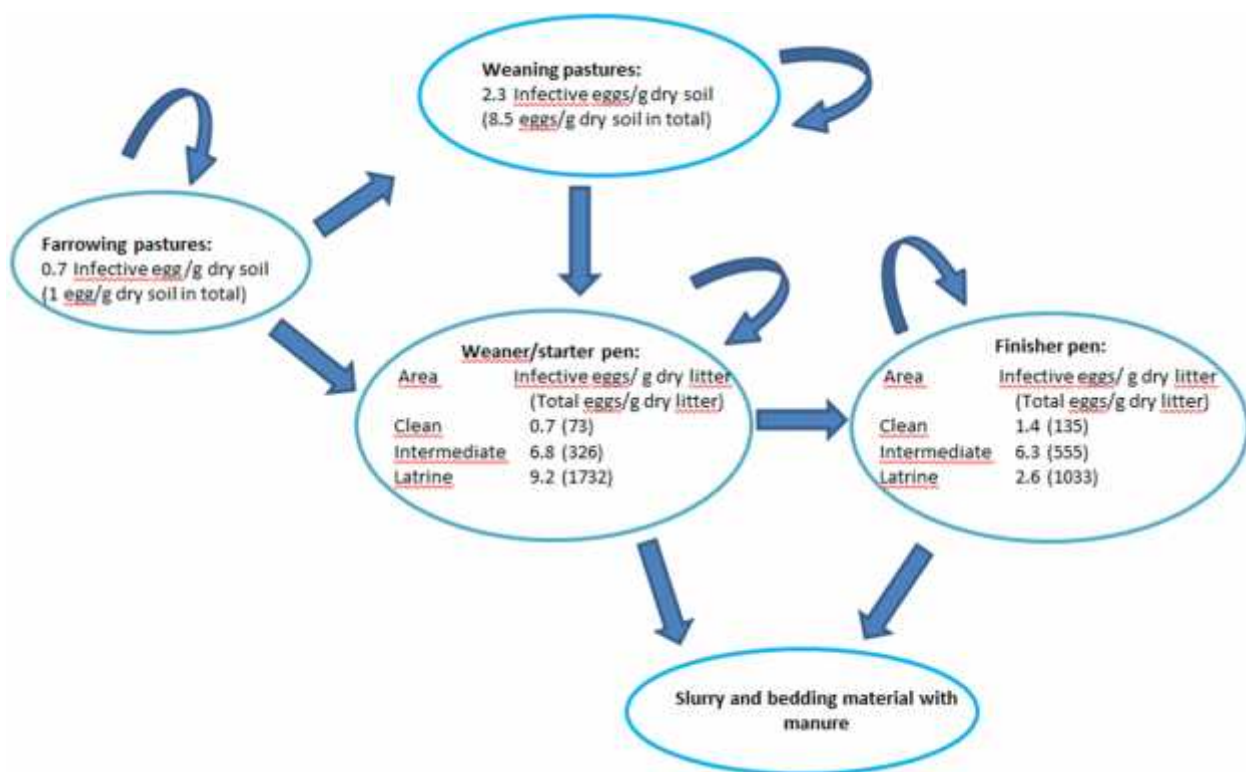 Weaning pastures:
2.3 Infective eggs/g dry soil
(8.5 eggs/g dry soil in total)
Farrowing pastures:
0.7 Infective egg/g dry soil
(1 egg/g dry soil in total)
Weaner/starter pen:
Area Infective eggs/ g dry litter
(Total eggs/g dry litter)
Clean 0.7 (73)
Intermediate 6.8 (326)
Latrine 9.2 (1732)
Finisher pen:
Area Infective eggs/ g dry litter
(Total eggs/g dry litter)
Clean 1.4 (135)
Intermediate 6.3 (555)
Latrine 2.6 (1033)
Slurry and bedding material with
manure